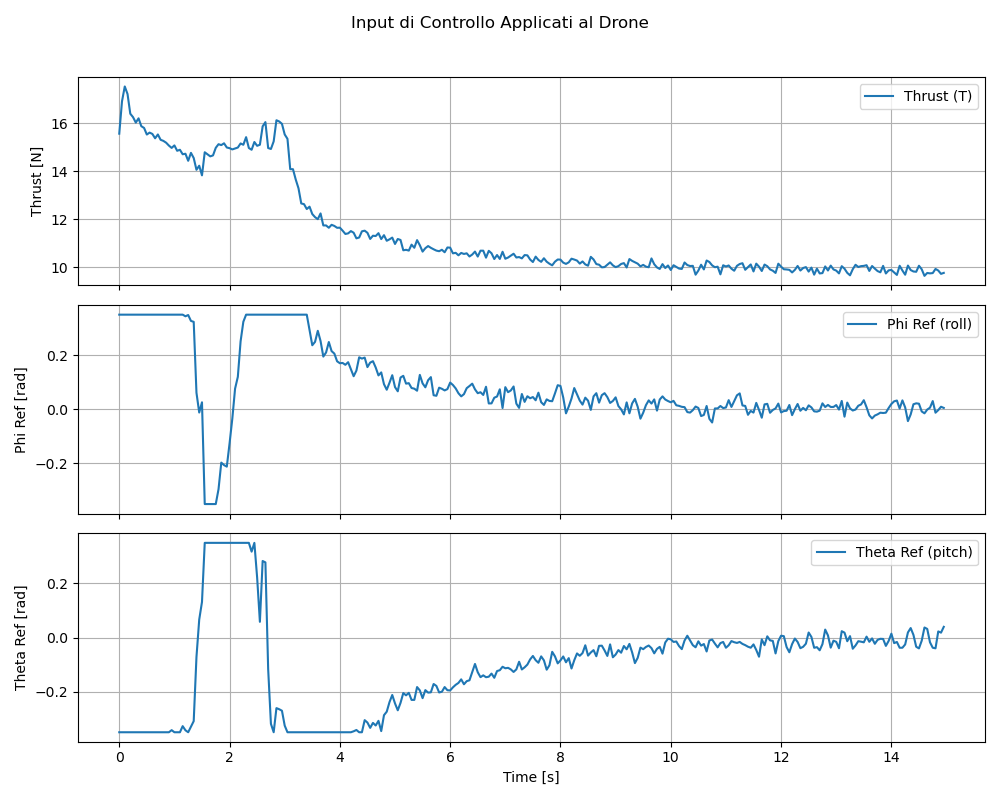 Input di Controllo Applicati al Drone
Thrust (T)
16
14
12
10
Thrust [N]
Phi Ref (roll)
0.2
0.0
−0.2
Phi Ref [rad]
Theta Ref (pitch)
0.2
0.0
−0.2
Theta Ref [rad]
0 2 4 6 8 10 12 14
Time [s]